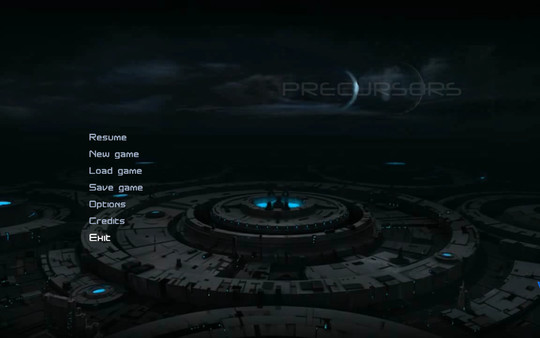 PRECURSORS
Resume
New game
Load game
Save game
Options
Credits
Exit